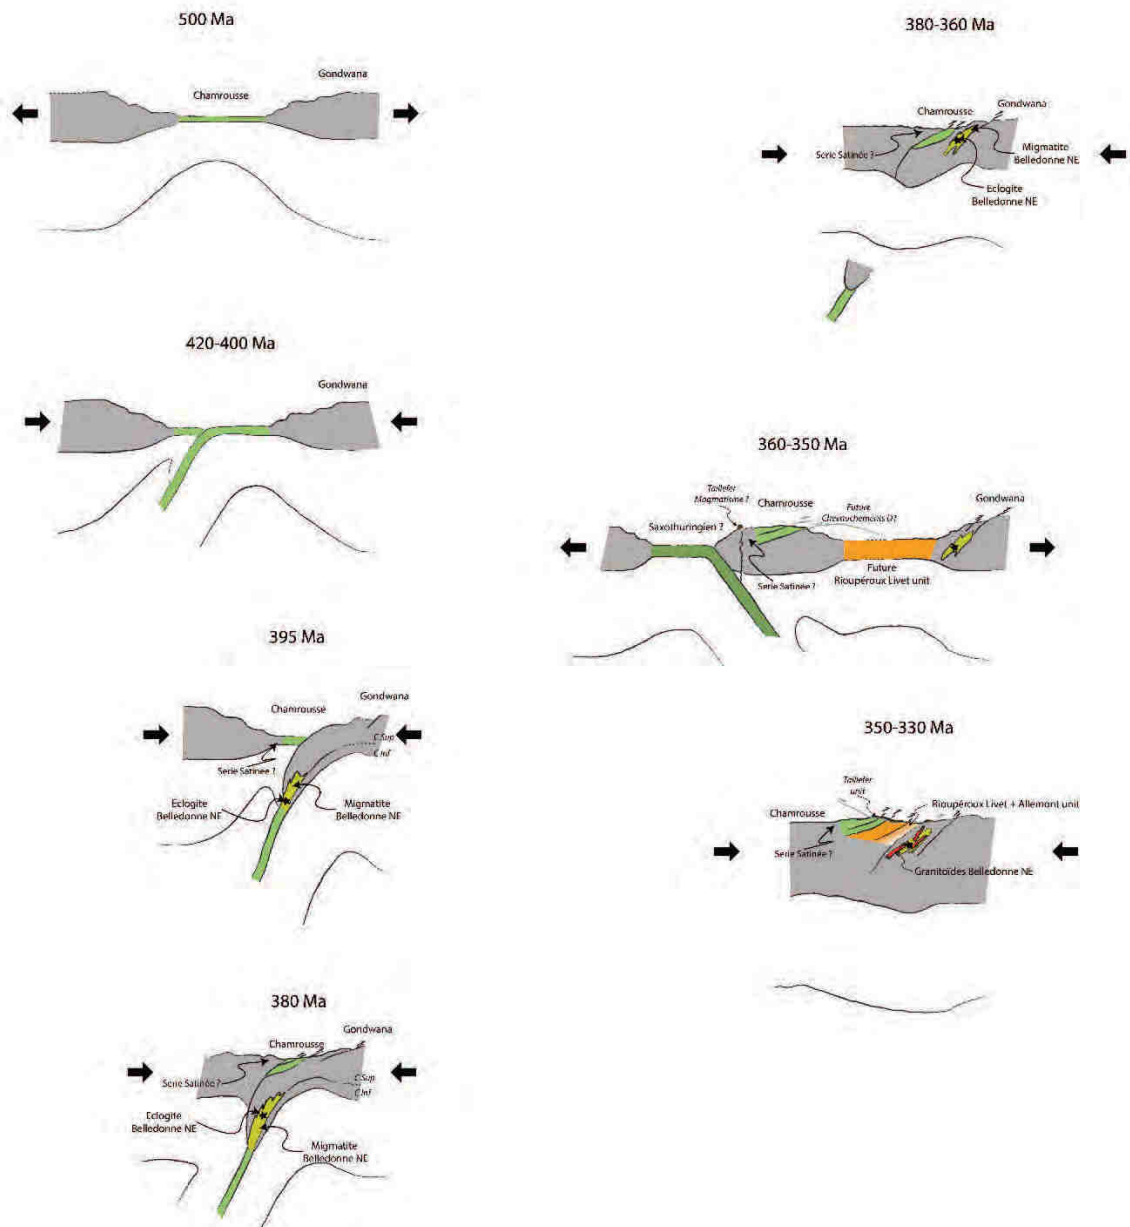 500 Ma
Gondwana
Chamrousse
420-400 Ma
Gondwana
395 Ma
Gondwana
Chamrousse
C.Sup
C.Inf
Serie Satinée ?
Eclogite
Belledonne NE
Migmatite
Belledonne NE
380 Ma
Gondwana
Chamrousse
Serie Satinée ?
C.Sup
C.Inf
Eclogite
Belledonne NE
Migmatite
Belledonne NE
380-360 Ma
Gondwana
Chamrousse
Serie Satinée ?
Migmatite
Belledonne NE
Eclogite
Belledonne NE
360-350 Ma
Taillefer
Magmatisme ?
Chamrousse
Future
Chevauchements D1
Gondwana
Saxothuringien ?
Serie Satinée ?
Future
Rioupéroux Livet unit
350-330 Ma
Taillefer
unit
Rioupéroux Livet + Allemont unit
Chamrousse
Serie Satinée ?
Granitoïdes Belledonne NE